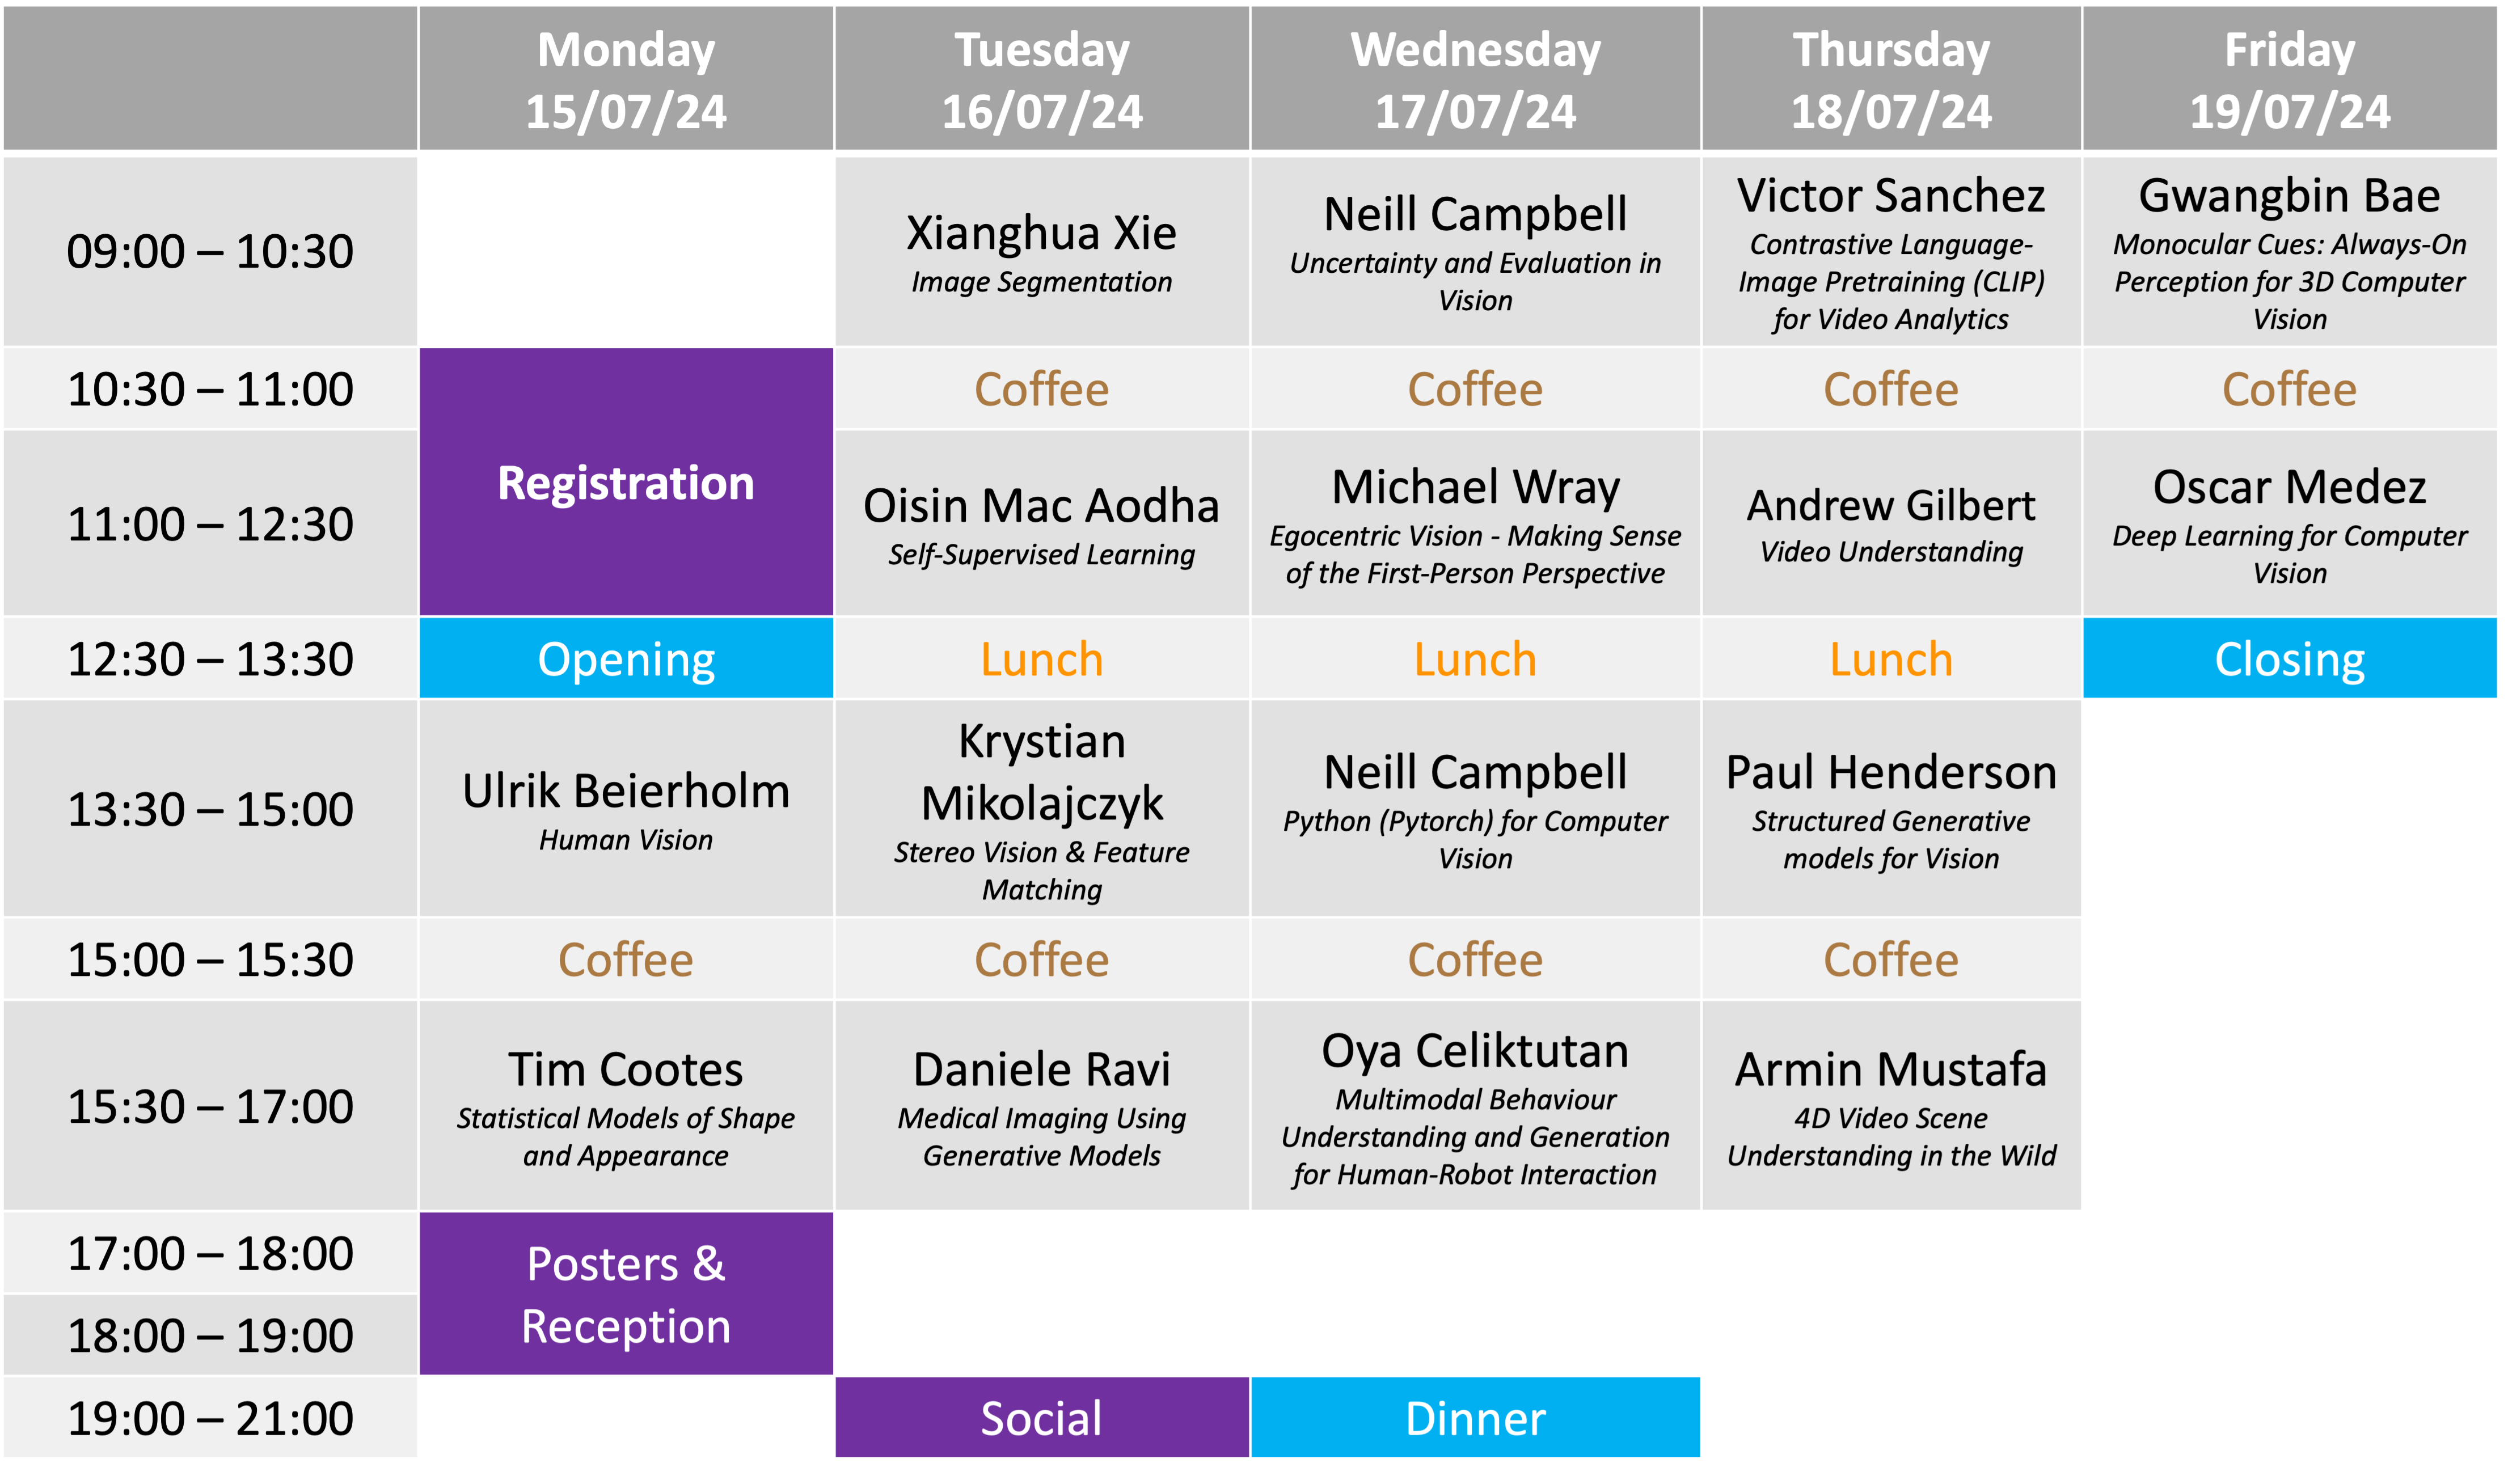 Monday
15/07/24
Tuesday
16/07/24
Wednesday
17/07/24
Thursday
18/07/24
Friday
19/07/24
09:00 – 10:30
Xianghua Xie
Image Segmentation
Neill Campbell
Uncertainty and Evaluation in
Vision
Victor Sanchez
Contrastive Language-
Image Pretraining (CLIP)
for Video Analytics
Gwangbin Bae
Monocular Cues: Always-On
Perception for 3D Computer
Vision
10:30 – 11:00
Registration
Coffee
Coffee
Coffee
Coffee
11:00 – 12:30
Oisin Mac Aodha
Self-Supervised Learning
Michael Wray
Egocentric Vision - Making Sense
of the First-Person Perspective
Andrew Gilbert
Video Understanding
Oscar Medez
Deep Learning for Computer
Vision
12:30 – 13:30
Opening
Lunch
Lunch
Lunch
Closing
13:30 – 15:00
Ulrik Beierholm
Human Vision
Krystian
Mikolajczyk
Stereo Vision & Feature
Matching
Neill Campbell
Python (Pytorch) for Computer
Vision
Paul Henderson
Structured Generative
models for Vision
15:00 – 15:30
Coffee
Coffee
Coffee
Coffee
15:30 – 17:00
Tim Cootes
Statistical Models of Shape
and Appearance
Daniele Ravi
Medical Imaging Using
Generative Models
Oya Celiktutan
Multimodal Behaviour
Understanding and Generation
for Human-Robot Interaction
Armin Mustafa
4D Video Scene
Understanding in the Wild
17:00 – 18:00
Posters &
Reception
18:00 – 19:00
19:00 – 21:00
Social
Dinner